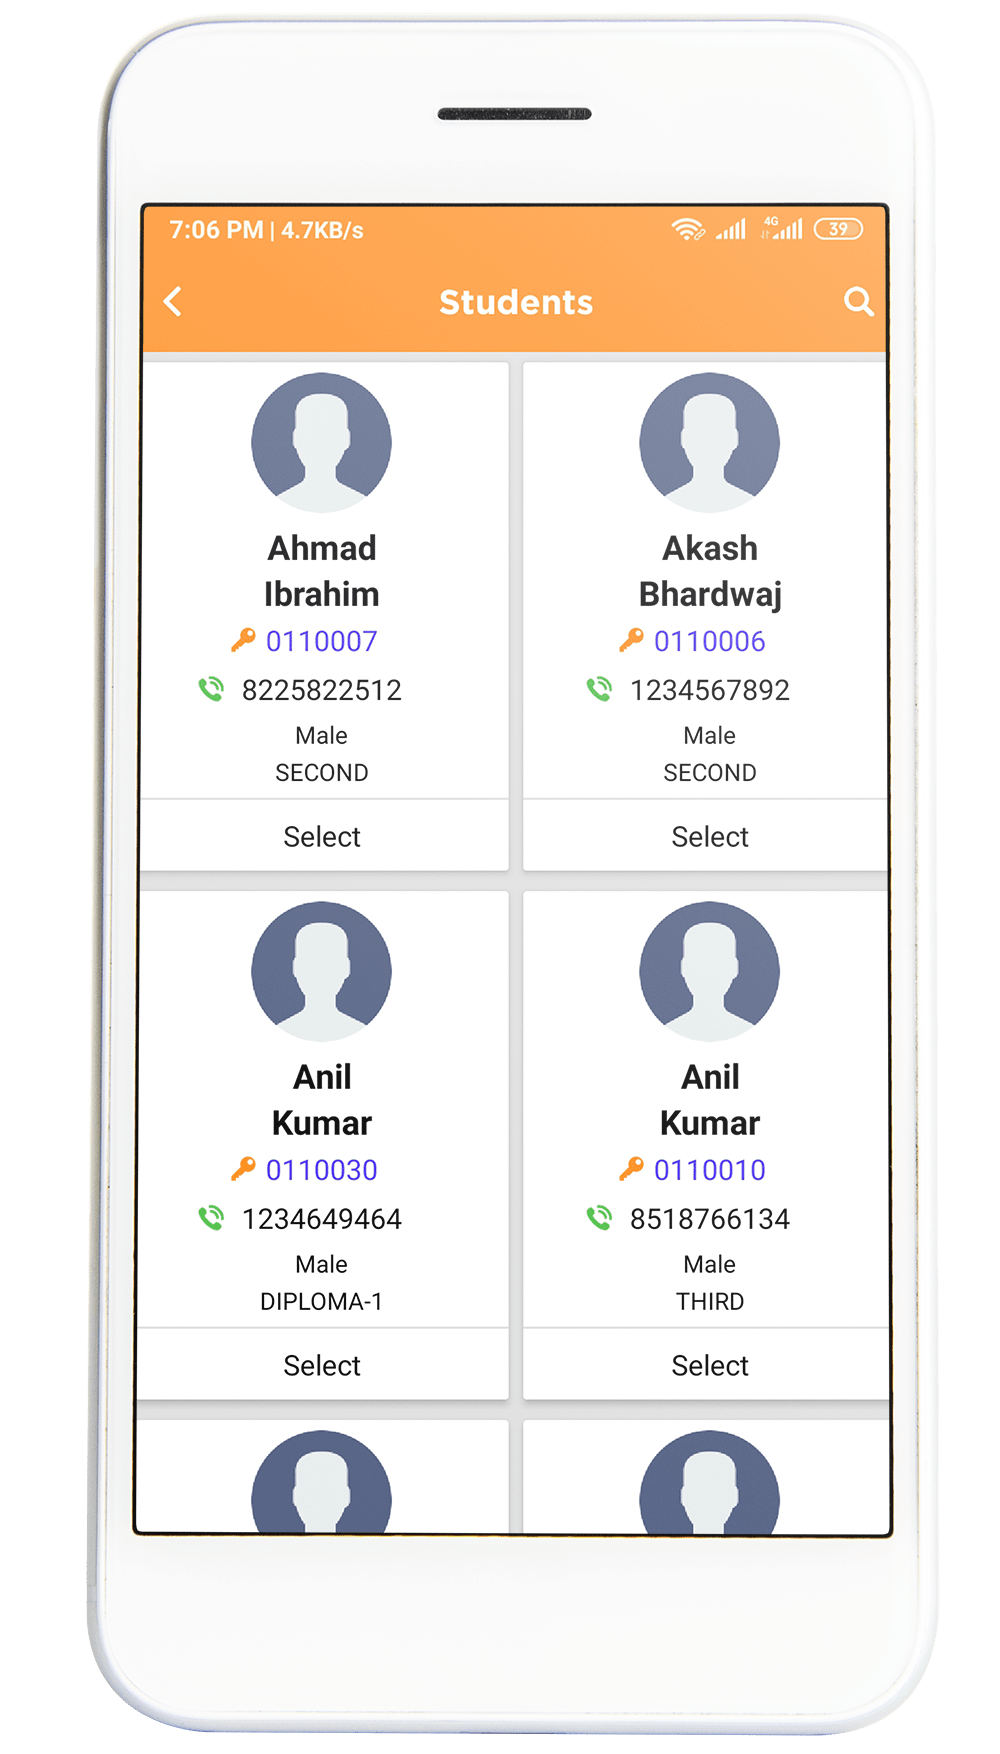 7:06 PM | 4.7KB/s 4G 39
Students
Ahmad
Ibrahim
0110007
8225822512
Male
SECOND
Select
Akash
Bhardwaj
0110006
1234567892
Male
SECOND
Select
Anil
Kumar
0110030
1234649464
Male
DIPLOMA-1
Select
Anil
Kumar
0110010
8518766134
Male
THIRD
Select